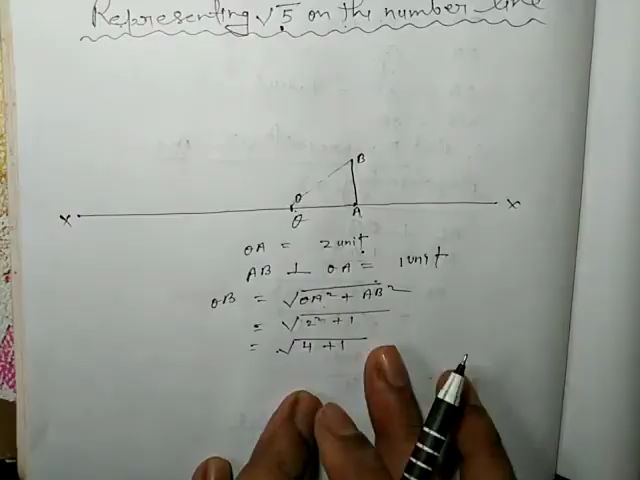 Representing √5 on the number line
B
0
X
O
A
X
OA = 2 unit
AB ⊥ OA = 1 unit
OB = √OA² + AB²
= √2² + 1
= √4 + 1